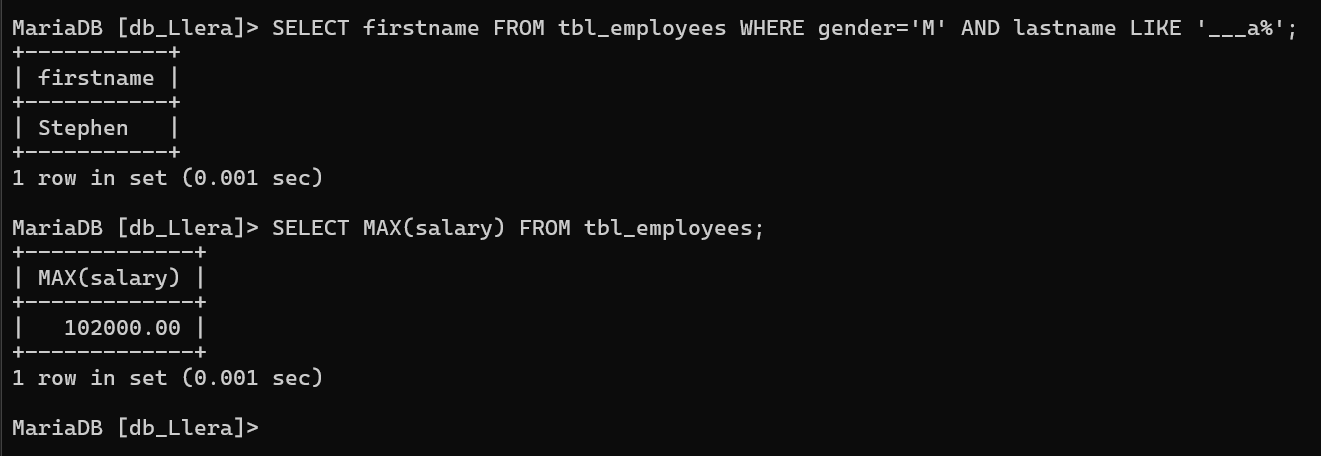 MariaDB [db_Llera]> SELECT firstname FROM tbl_employees WHERE gender='M' AND lastname LIKE '___a%';
+-----------+
| firstname |
+-----------+
| Stephen   |
+-----------+
1 row in set (0.001 sec)
MariaDB [db_Llera]> SELECT MAX(salary) FROM tbl_employees;
+-------------+
| MAX(salary) |
+-------------+
|   102000.00 |
+-------------+
1 row in set (0.001 sec)
MariaDB [db_Llera]>